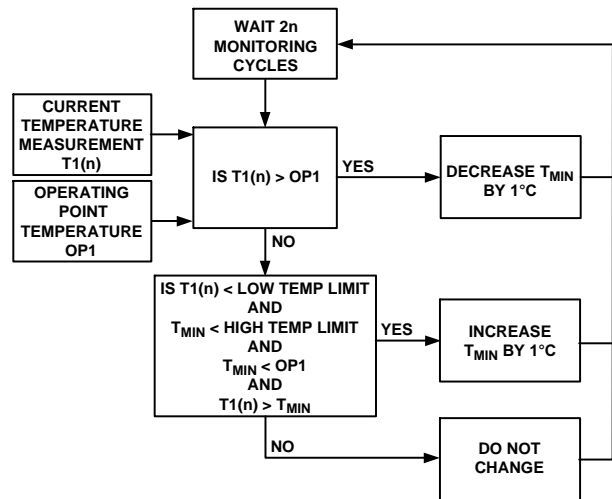 WAIT 2n
MONITORING
CYCLES
CURRENT
TEMPERATURE
MEASUREMENT
T1(n)
IS T1(n) > OP1
YES
DECREASE TMIN
BY 1°C
OPERATING
POINT
TEMPERATURE
OP1
NO
IS T1(n) < LOW TEMP LIMIT
AND
TMIN < HIGH TEMP LIMIT
AND
TMIN < OP1
AND
T1(n) > TMIN
YES
INCREASE
TMIN BY 1°C
NO
DO NOT
CHANGE